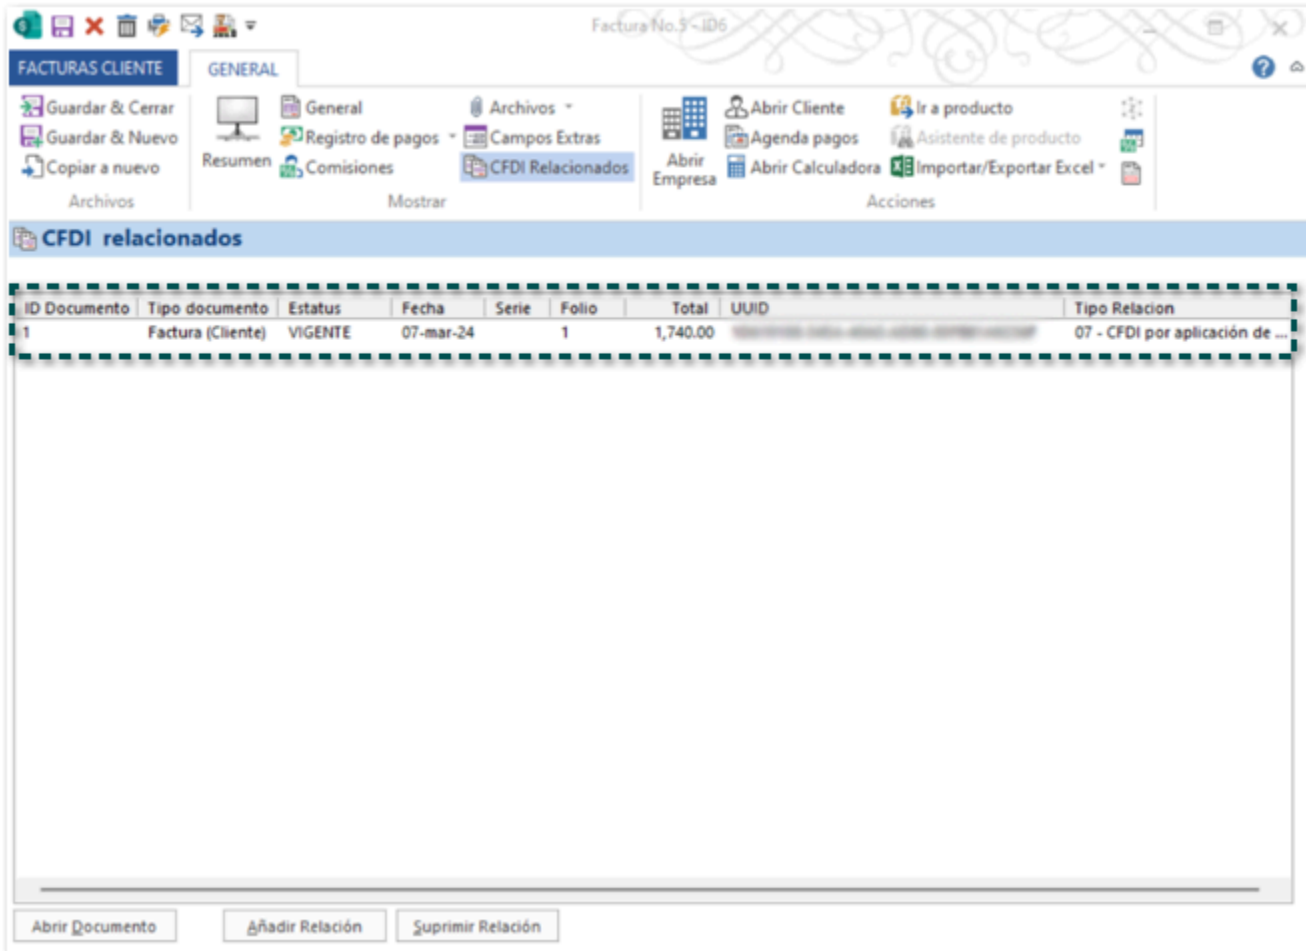 Factura No.5 - ID6
FACTURAS CLIENTE GENERAL
Guardar & Cerrar
Guardar & Nuevo
Copiar a nuevo
Archivos
Resumen
General
Registro de pagos
Comisiones
Archivos
Campos Extras
CFDI Relacionados
Mostrar
Abrir
Empresa
Abrir Cliente
Agenda pagos
Abrir Calculadora
Ir a producto
Asistente de producto
Importar/Exportar Excel
Acciones
CFDI relacionados
ID Documento Tipo documento Estatus Fecha Serie Folio Total UUID Tipo Relacion
1 Factura (Cliente) VIGENTE 07-mar-24 1 1,740.00 07 - CFDI por aplicación de ...
Abrir Documento Añadir Relación Suprimir Relación